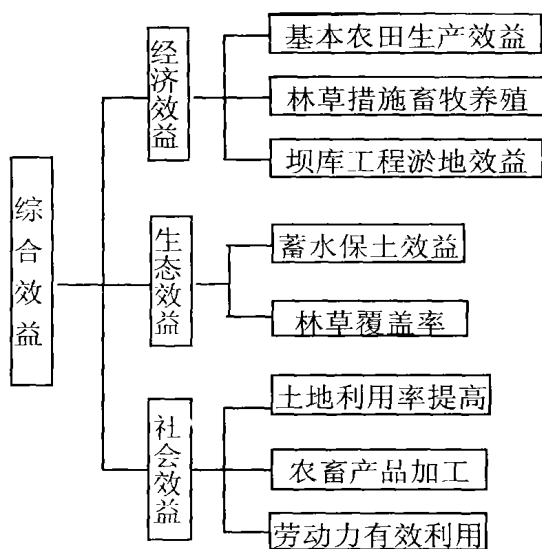 综合效益
经济效益
基本农田生产效益
林草措施畜牧养殖
坝库工程淤地效益
生态效益
蓄水保土效益
林草覆盖率
社会效益
土地利用率提高
农畜产品加工
劳动力有效利用